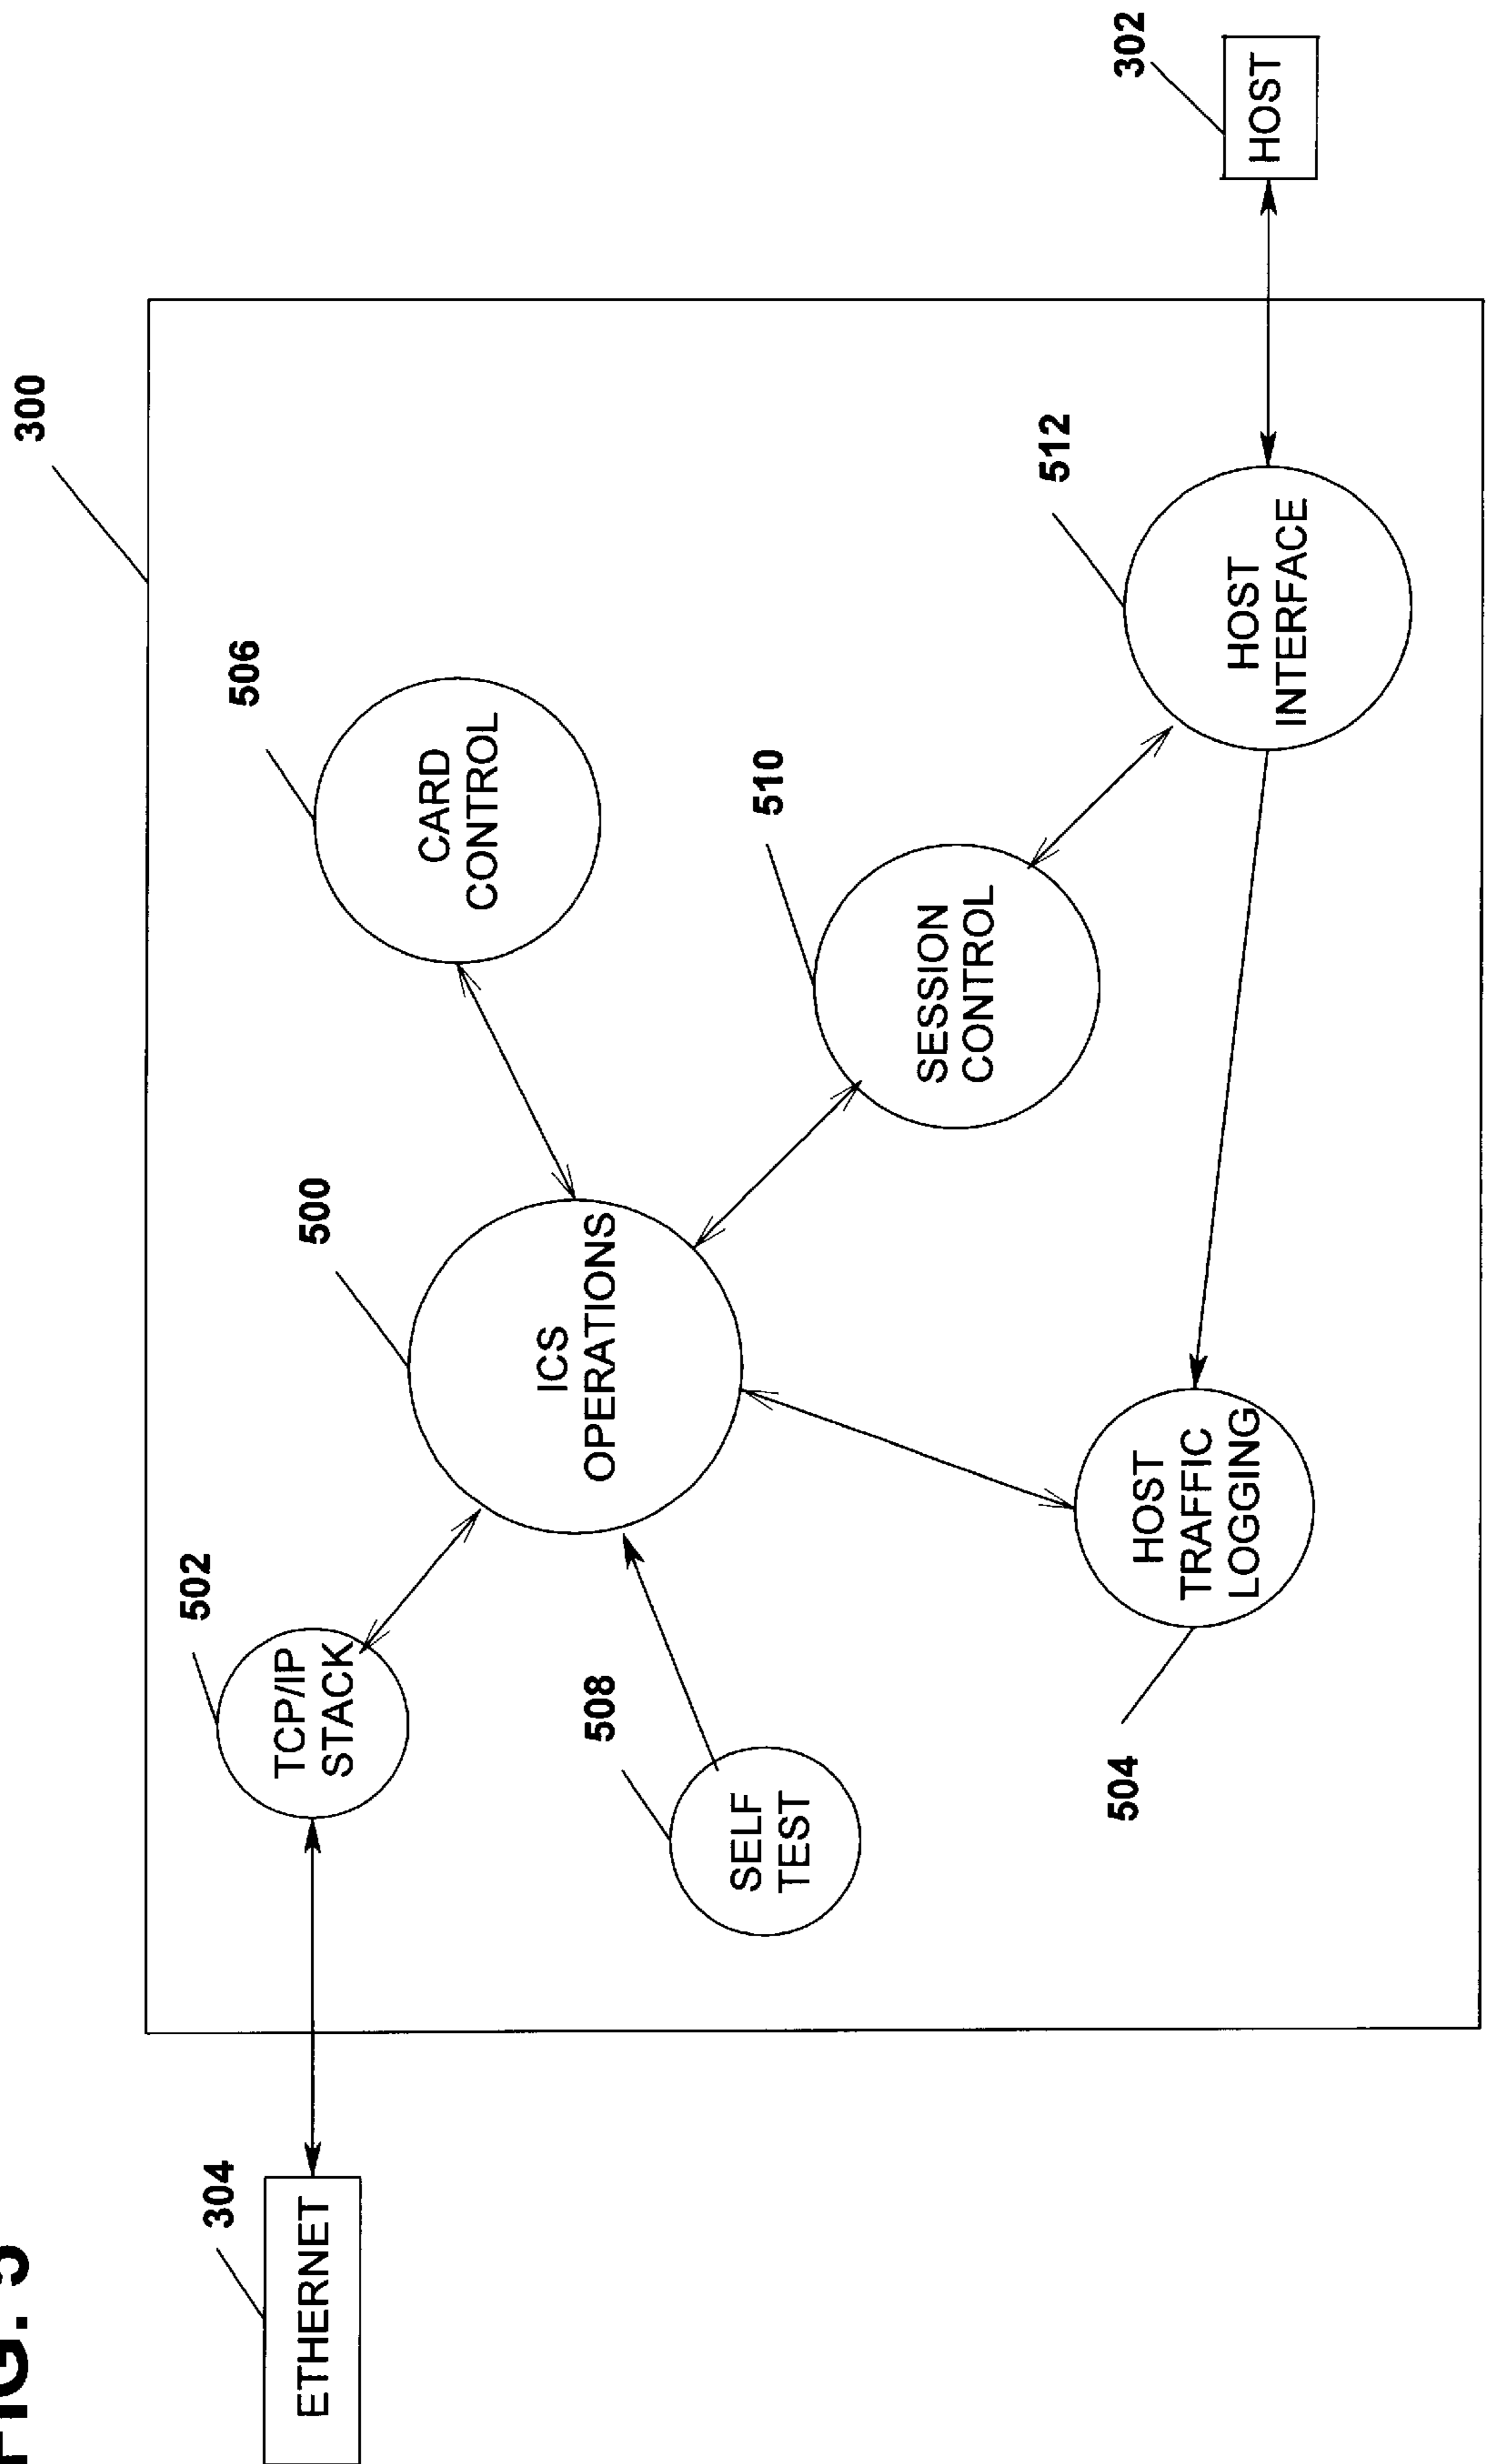 FIG. 5
300
302
HOST
304
ETHERNET
502
TCP/IP
STACK
500
ICS
OPERATIONS
506
CARD
CONTROL
508
SELF
TEST
510
SESSION
CONTROL
512
HOST
INTERFACE
504
HOST
TRAFFIC
LOGGING